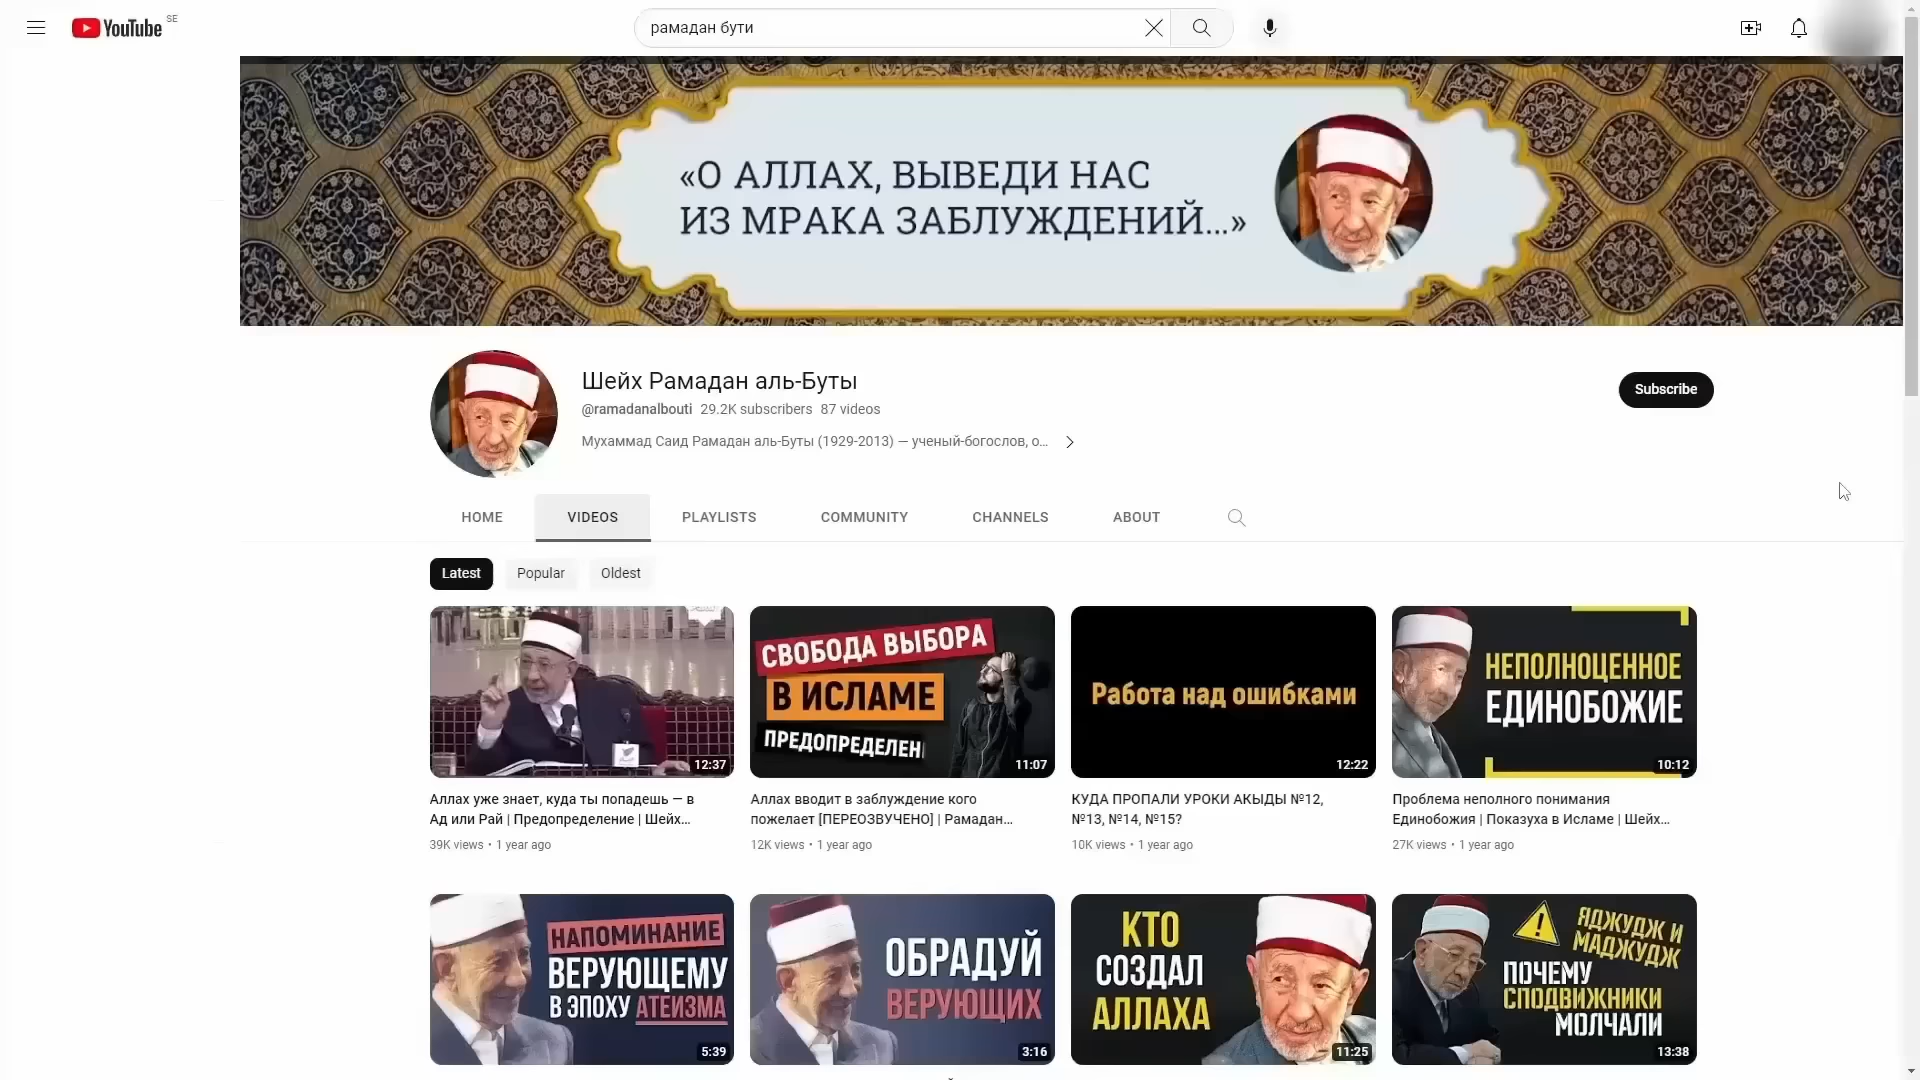 YouTube SE
рамадан бути
«О АЛЛАХ, ВЫВЕДИ НАС
ИЗ МРАКА ЗАБЛУЖДЕНИЙ...»
Шейх Рамадан аль-Буты
@ramadanalbouti 29.2K subscribers 87 videos
Мухаммад Саид Рамадан аль-Буты (1929-2013) — ученый-богослов, о...
Subscribe
HOME VIDEOS PLAYLISTS COMMUNITY CHANNELS ABOUT
Latest Popular Oldest
12:37
СВОБОДА ВЫБОРА
В ИСЛАМЕ
ПРЕДОПРЕДЕЛЕН
11:07
Работа над ошибками
12:22
НЕПОЛНОЦЕННОЕ
ЕДИНОБОЖИЕ
10:12
Аллах уже знает, куда ты попадешь — в
Ад или Рай | Предопределение | Шейх...
39K views • 1 year ago
Аллах вводит в заблуждение кого
пожелает [ПЕРЕОЗВУЧЕНО] | Рамадан...
12K views • 1 year ago
КУДА ПРОПАЛИ УРОКИ АКЫДЫ №12,
№13, №14, №15?
10K views • 1 year ago
Проблема неполного понимания
Единобожия | Показуха в Исламе | Шейх...
27K views • 1 year ago
НАПОМИНАНИЕ
ВЕРУЮЩЕМУ
В ЭПОХУ АТЕИЗМА
5:39
ОБРАДУЙ
ВЕРУЮЩИХ
3:16
КТО
СОЗДАЛ
АЛЛАХА
11:25
ЯДЖУДЖ И
МАДЖУДЖ
ПОЧЕМУ
СПОДВИЖНИКИ
МОЛЧАЛИ
13:38